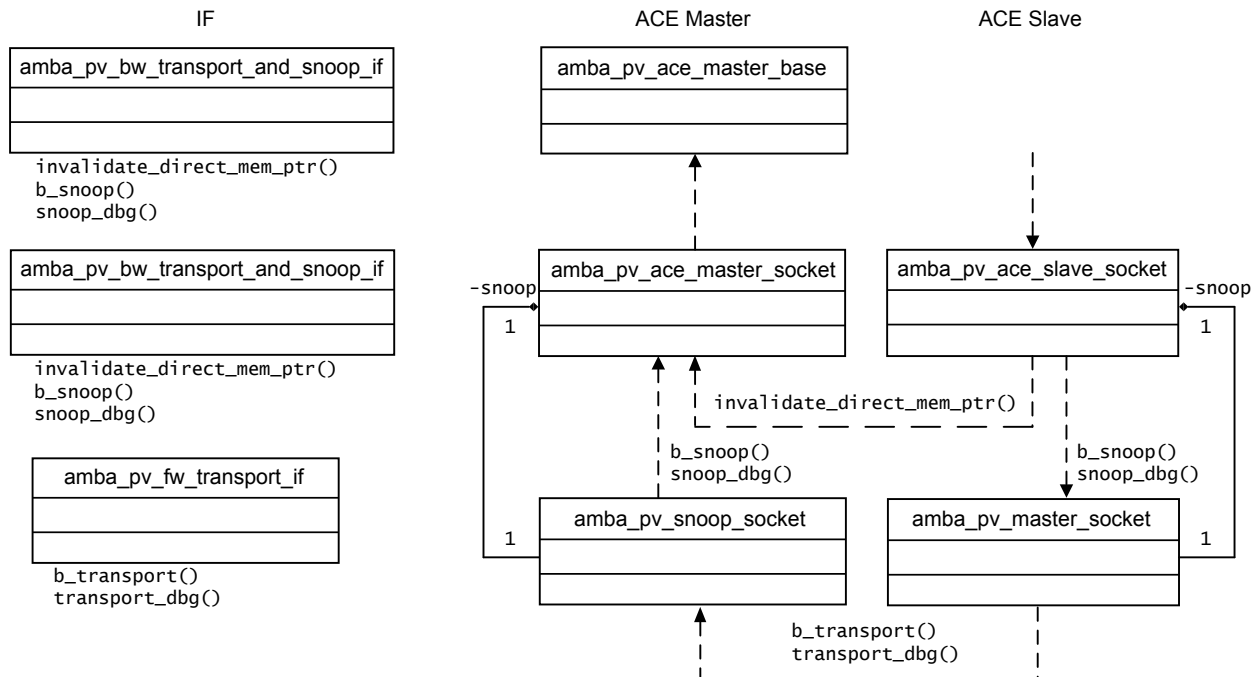 IF
ACE Master
ACE Slave
amba_pv_bw_transport_and_snoop_if
invalidate_direct_mem_ptr()
b_snoop()
snoop_dbg()
amba_pv_ace_master_base
amba_pv_bw_transport_and_snoop_if
invalidate_direct_mem_ptr()
b_snoop()
snoop_dbg()
-snoop
amba_pv_ace_master_socket
1
amba_pv_ace_slave_socket
-snoop
1
invalidate_direct_mem_ptr()
b_snoop()
snoop_dbg()
b_snoop()
snoop_dbg()
amba_pv_fw_transport_if
b_transport()
transport_dbg()
amba_pv_snoop_socket
1
amba_pv_master_socket
1
b_transport()
transport_dbg()